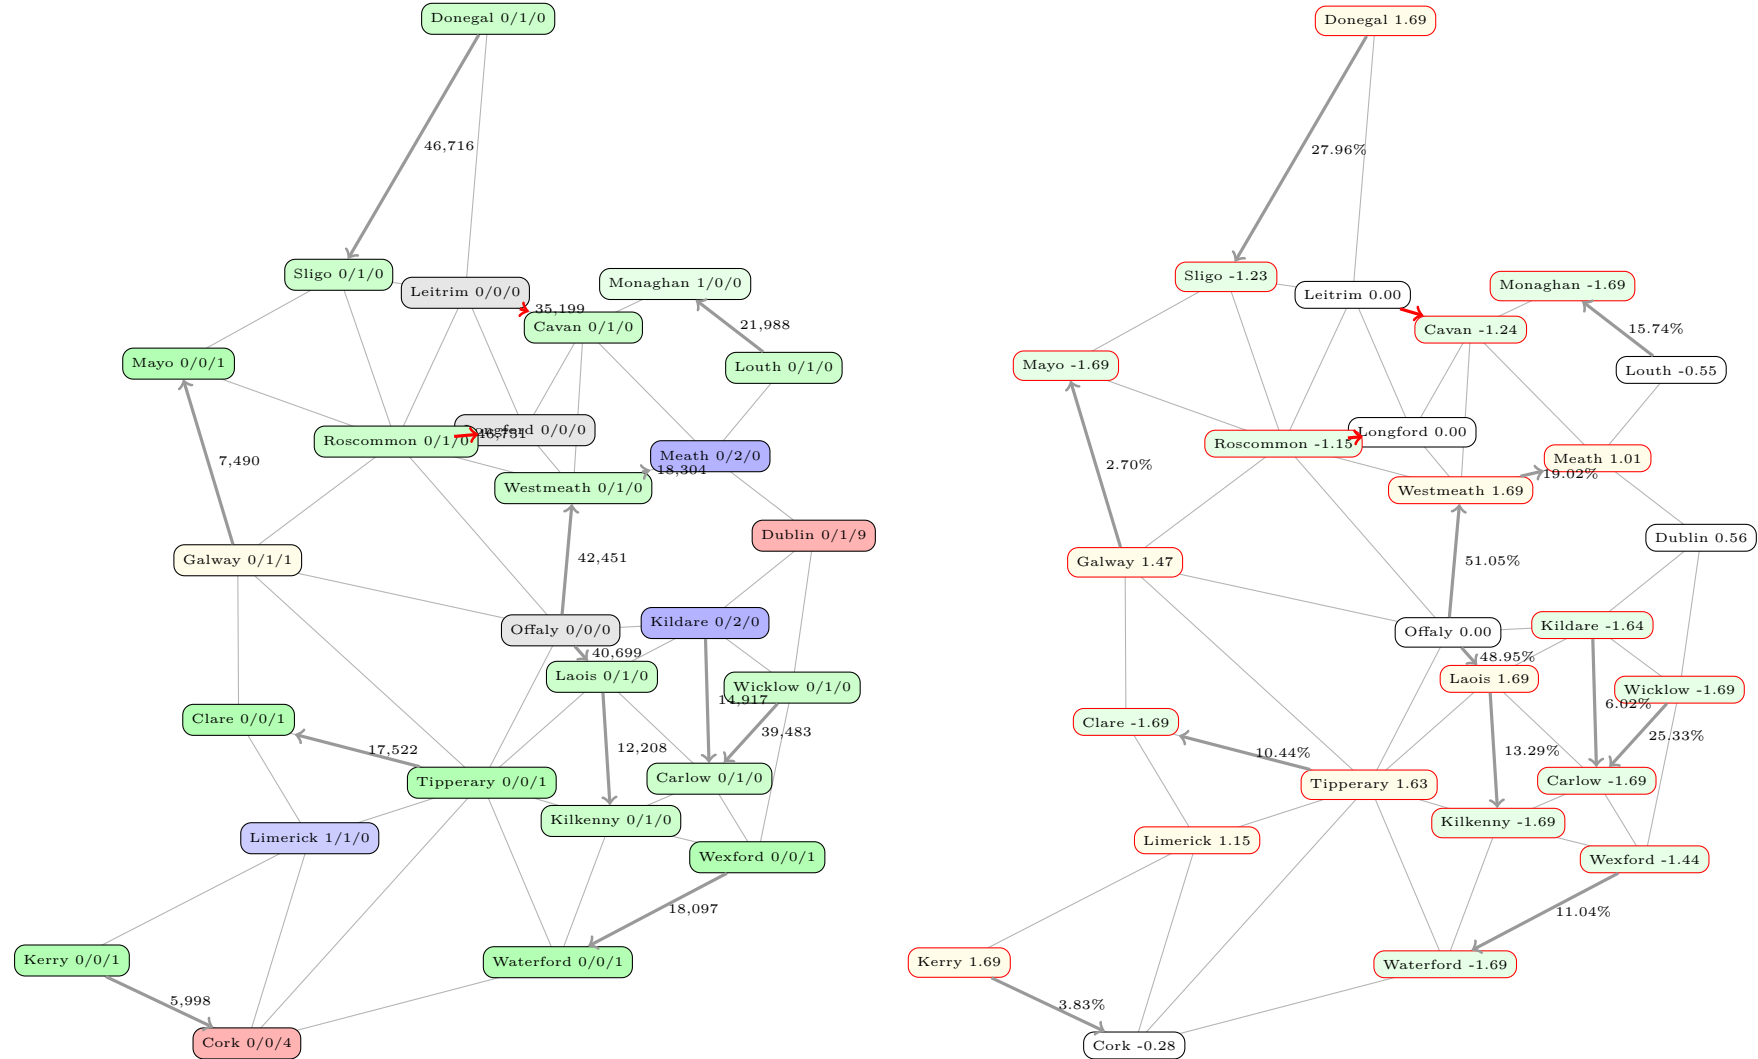 Donegal 0/1/0
46,716
Sligo 0/1/0
Leitrim 0/0/0
Monaghan 1/0/0
35,199
Cavan 0/1/0
21,988
Mayo 0/0/1
Louth 0/1/0
Longford 0/0/0
46,751
Roscommon 0/1/0
7,490
Meath 0/2/0
18,304
Westmeath 0/1/0
Dublin 0/1/9
Galway 0/1/1
42,451
Offaly 0/0/0
Kildare 0/2/0
40,699
Laois 0/1/0
Wicklow 0/1/0
14,917
Clare 0/0/1
39,483
17,522
12,208
Carlow 0/1/0
Tipperary 0/0/1
Kilkenny 0/1/0
Limerick 1/1/0
Wexford 0/0/1
18,097
Kerry 0/0/1
Waterford 0/0/1
5,998
Cork 0/0/4
Donegal 1.69
27.96%
Sligo -1.23
Leitrim 0.00
Monaghan -1.69
Cavan -1.24
15.74%
Mayo -1.69
Louth -0.55
Longford 0.00
Roscommon -1.15
2.70%
Meath 1.01
19.02%
Westmeath 1.69
Dublin 0.56
Galway 1.47
51.05%
Offaly 0.00
Kildare -1.64
48.95%
Laois 1.69
Wicklow -1.69
6.02%
Clare -1.69
25.33%
10.44%
13.29%
Carlow -1.69
Tipperary 1.63
Kilkenny -1.69
Limerick 1.15
Wexford -1.44
11.04%
Kerry 1.69
Waterford -1.69
3.83%
Cork -0.28